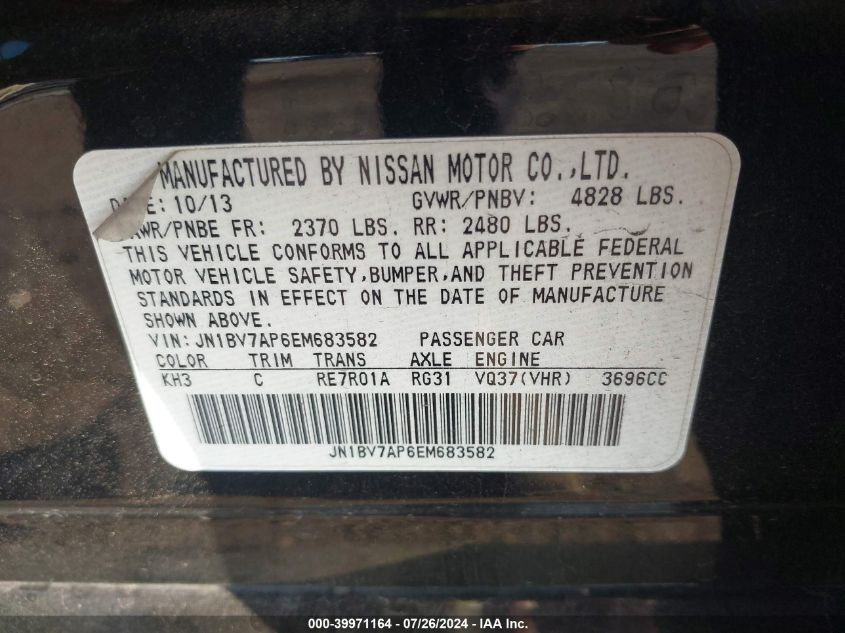 MANUFACTURED BY NISSAN MOTOR CO.,LTD.
10/13 GVWR/PNBV: 4828 LBS.
/PNBE FR: 2370 LBS. RR: 2480 LBS.
THIS VEHICLE CONFORMS TO ALL APPLICABLE FEDERAL
MOTOR VEHICLE SAFETY,BUMPER,AND THEFT PREVENTION
STANDARDS IN EFFECT ON THE DATE OF MANUFACTURE
SHOWN ABOVE.
VIN: JN1BV7AP6EM683582 PASSENGER CAR
COLOR TRIM TRANS AXLE ENGINE
KH3 C RE7R01A RG31 VQ37(VHR) 3696CC
JN1BV7AP6EM683582
000-39971164 - 07/26/2024 - IAA Inc.